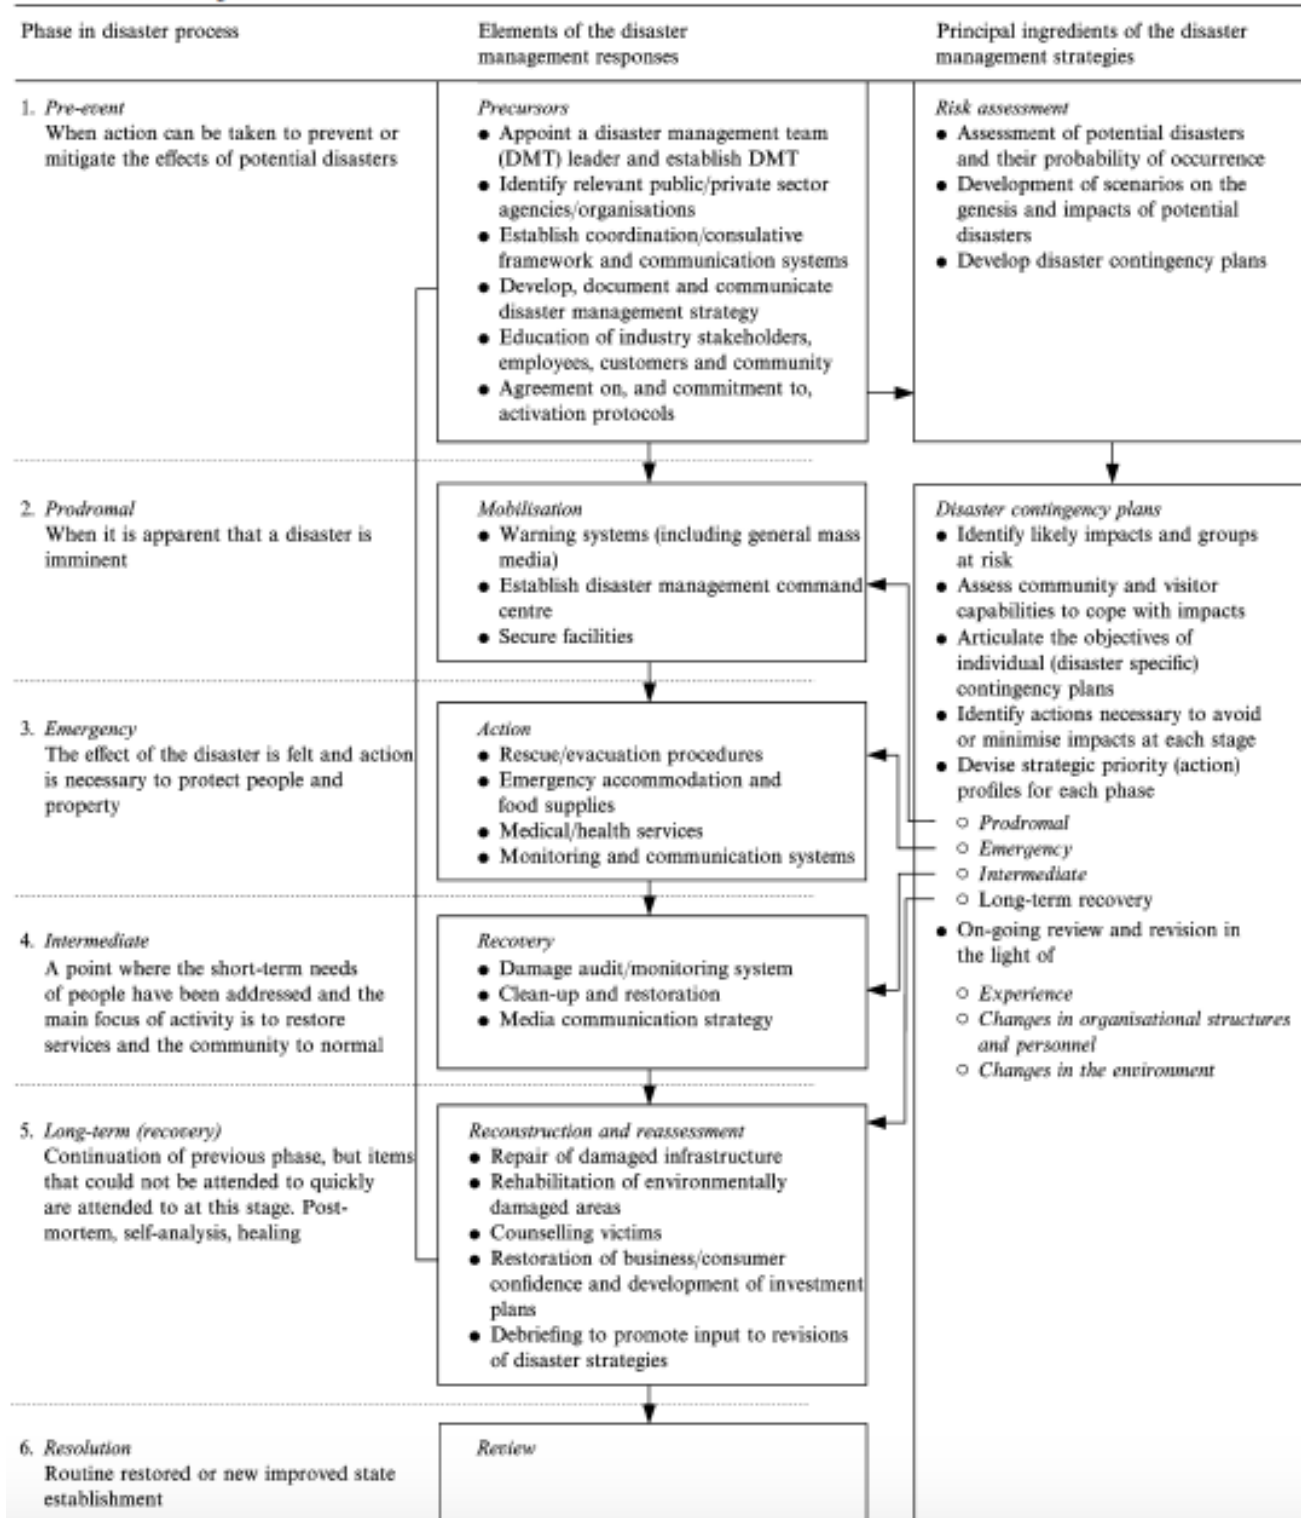 Phase in disaster process
Elements of the disaster
management responses
Principal ingredients of the disaster
management strategies
1. Pre-event
When action can be taken to prevent or
mitigate the effects of potential disasters
Precursors
● Appoint a disaster management team
(DMT) leader and establish DMT
● Identify relevant public/private sector
agencies/organisations
● Establish coordination/consulative
framework and communication systems
● Develop, document and communicate
disaster management strategy
● Education of industry stakeholders,
employees, customers and community
● Agreement on, and commitment to,
activation protocols
Risk assessment
● Assessment of potential disasters
and their probability of occurrence
● Development of scenarios on the
genesis and impacts of potential
disasters
● Develop disaster contingency plans
2. Prodromal
When it is apparent that a disaster is
imminent
Mobilisation
● Warning systems (including general mass
media)
● Establish disaster management command
centre
● Secure facilities
Disaster contingency plans
● Identify likely impacts and groups
at risk
● Assess community and visitor
capabilities to cope with impacts
● Articulate the objectives of
individual (disaster specific)
contingency plans
● Identify actions necessary to avoid
or minimise impacts at each stage
● Devise strategic priority (action)
profiles for each phase
○ Prodromal
○ Emergency
○ Intermediate
○ Long-term recovery
● On-going review and revision in
the light of
○ Experience
○ Changes in organisational structures
and personnel
○ Changes in the environment
3. Emergency
The effect of the disaster is felt and action
is necessary to protect people and
property
Action
● Rescue/evacuation procedures
● Emergency accommodation and
food supplies
● Medical/health services
● Monitoring and communication systems
4. Intermediate
A point where the short-term needs
of people have been addressed and the
main focus of activity is to restore
services and the community to normal
Recovery
● Damage audit/monitoring system
● Clean-up and restoration
● Media communication strategy
5. Long-term (recovery)
Continuation of previous phase, but items
that could not be attended to quickly
are attended to at this stage. Post-
mortem, self-analysis, healing
Reconstruction and reassessment
● Repair of damaged infrastructure
● Rehabilitation of environmentally
damaged areas
● Counselling victims
● Restoration of business/consumer
confidence and development of investment
plans
● Debriefing to promote input to revisions
of disaster strategies
6. Resolution
Routine restored or new improved state
establishment
Review